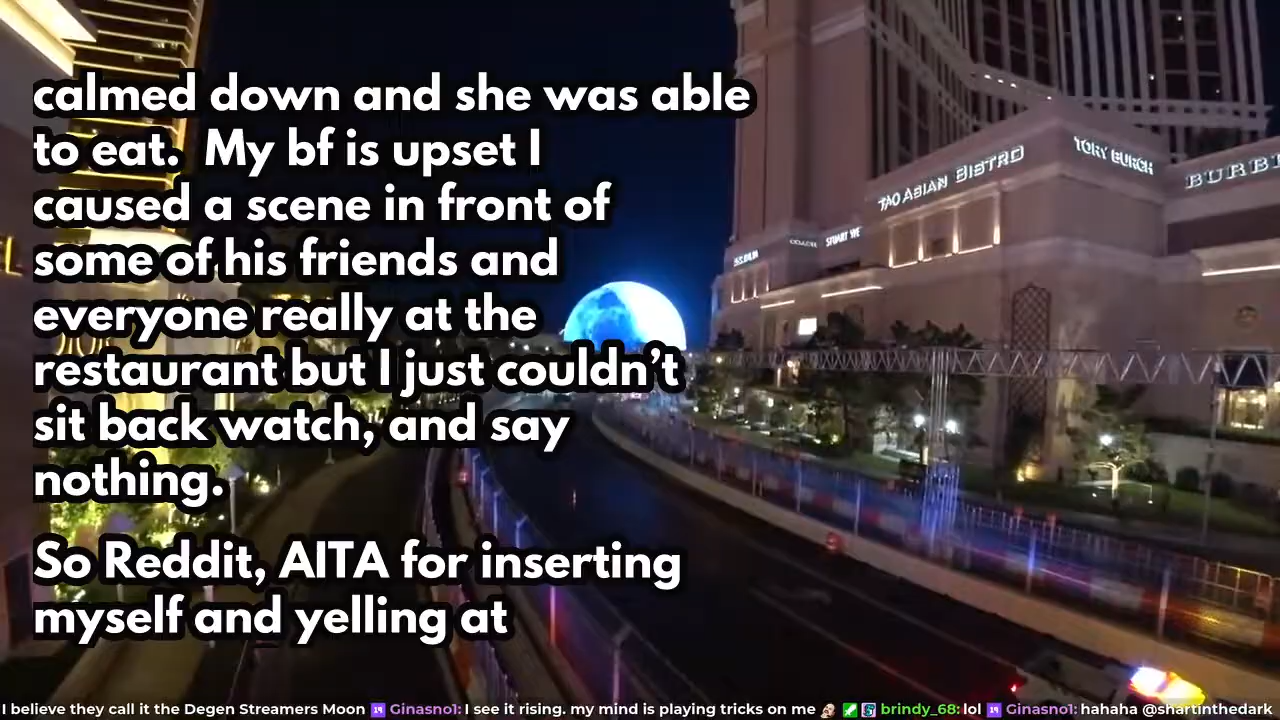 calmed down and she was able
to eat.  My bf is upset I
caused a scene in front of
some of his friends and
everyone really at the
restaurant but I just couldn’t
sit back watch, and say
nothing.
So Reddit, AITA for inserting
myself and yelling at
TAO ASIAN BISTRO
TORY BURCH
I believe they call it the Degen Streamers Moon Ginasno1: I see it rising. my mind is playing tricks on me brindy_68: lol Ginasno1: hahaha @shartinthedark